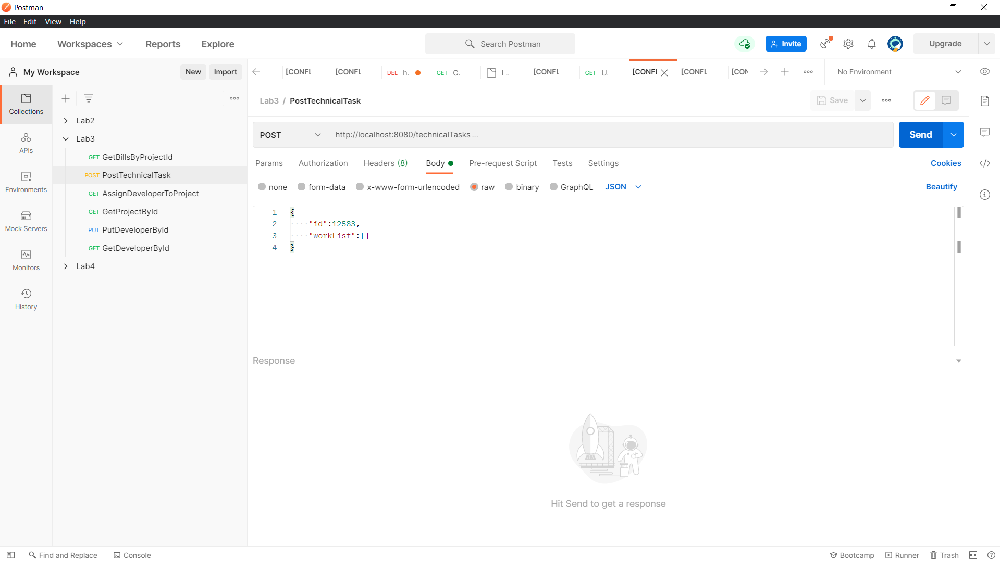 Postman
File Edit View Help
Home Workspaces Reports Explore Search Postman Invite Upgrade
My Workspace New Import
[CONFL [CONFL DEL h.. GET G. L.. [CONFL GET U. [CONFI [CONFL [CON No Environment
Collections
APIs
Environments
Mock Servers
Monitors
History
Lab2
Lab3
GET GetBillsByProjectId
POST PostTechnicalTask
GET AssignDeveloperToProject
GET GetProjectById
PUT PutDeveloperById
GET GetDeveloperById
Lab4
Lab3 / PostTechnicalTask Save
POST http://localhost:8080/technicalTasks ... Send
Params Authorization Headers (8) Body Pre-request Script Tests Settings Cookies
none form-data x-www-form-urlencoded raw binary GraphQL JSON Beautify
1 {
2 ····"id":12583,
3 ····"workList":[]
4 }
Response
Hit Send to get a response
Find and Replace Console Bootcamp Runner Trash